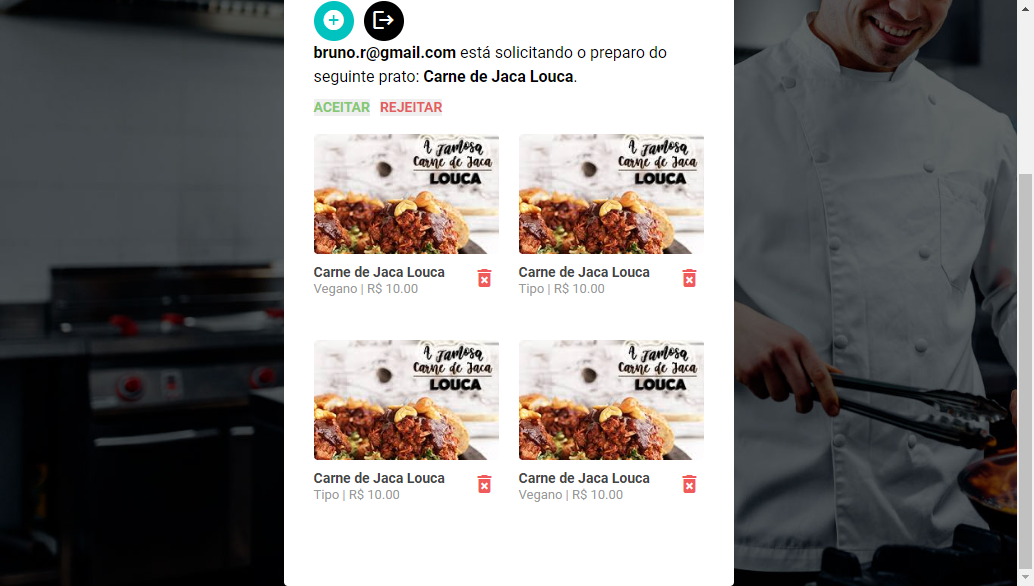 bruno.r@gmail.com está solicitando o preparo do
seguinte prato: Carne de Jaca Louca.
ACEITAR REJEITAR
A Famosa
Carne de Jaca
LOUCA
A Famosa
Carne de Jaca
LOUCA
Carne de Jaca Louca
Vegano | R$ 10.00
Carne de Jaca Louca
Tipo | R$ 10.00
A Famosa
Carne de Jaca
LOUCA
A Famosa
Carne de Jaca
LOUCA
Carne de Jaca Louca
Tipo | R$ 10.00
Carne de Jaca Louca
Vegano | R$ 10.00